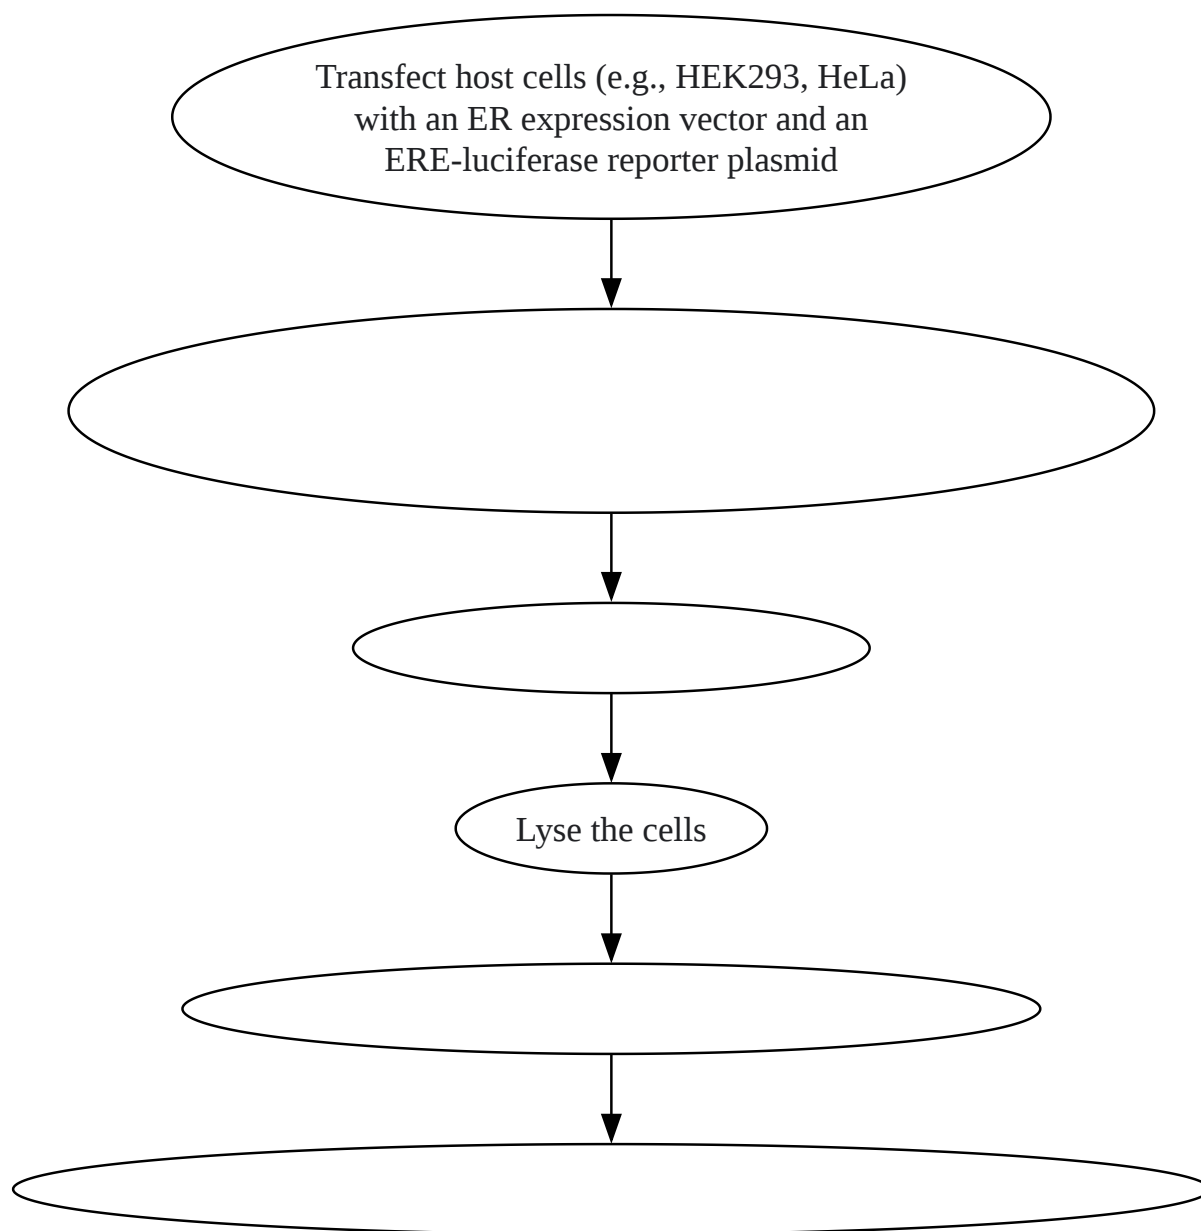 Transfect host cells (e.g., HEK293, HeLa)
with an ER expression vector and an
ERE-luciferase reporter plasmid
Lyse the cells